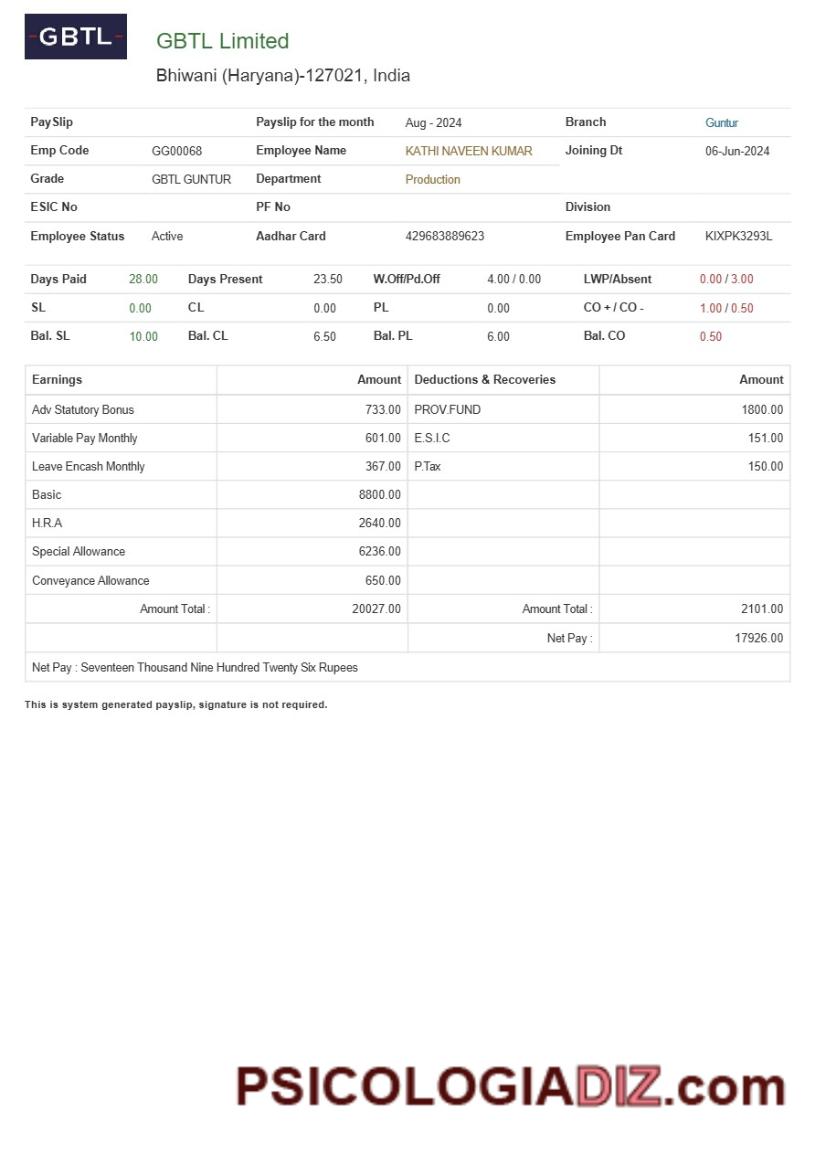 GBTL
GBTL Limited
Bhiwani (Haryana)-127021, India
PaySlip Payslip for the month Aug - 2024 Branch Guntur
Emp Code GG00068 Employee Name KATHI NAVEEN KUMAR Joining Dt 06-Jun-2024
Grade GBTL GUNTUR Department Production
ESIC No PF No Division
Employee Status Active Aadhar Card 429683889623 Employee Pan Card KIXPK3293L
Days Paid 28.00 Days Present 23.50 W.Off/Pd.Off 4.00 / 0.00 LWP/Absent 0.00 / 3.00
SL 0.00 CL 0.00 PL 0.00 CO + / CO - 1.00 / 0.50
Bal. SL 10.00 Bal. CL 6.50 Bal. PL 6.00 Bal. CO 0.50
Earnings Amount Deductions & Recoveries Amount
Adv Statutory Bonus 733.00 PROV.FUND 1800.00
Variable Pay Monthly 601.00 E.S.I.C 151.00
Leave Encash Monthly 367.00 P.Tax 150.00
Basic 8800.00
H.R.A 2640.00
Special Allowance 6236.00
Conveyance Allowance 650.00
Amount Total : 20027.00 Amount Total : 2101.00
Net Pay : 17926.00
Net Pay : Seventeen Thousand Nine Hundred Twenty Six Rupees
This is system generated payslip, signature is not required.
PSICOLOGIADIZ.com